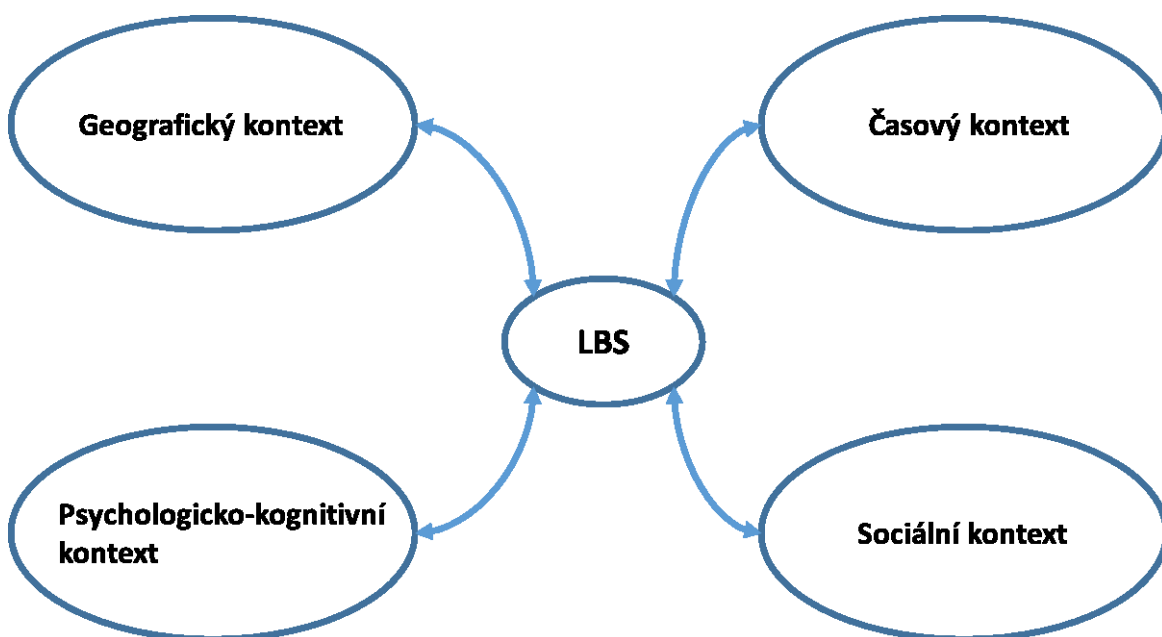 Geografický kontext
Časový kontext
LBS
Psychologicko-kognitivní
kontext
Sociální kontext